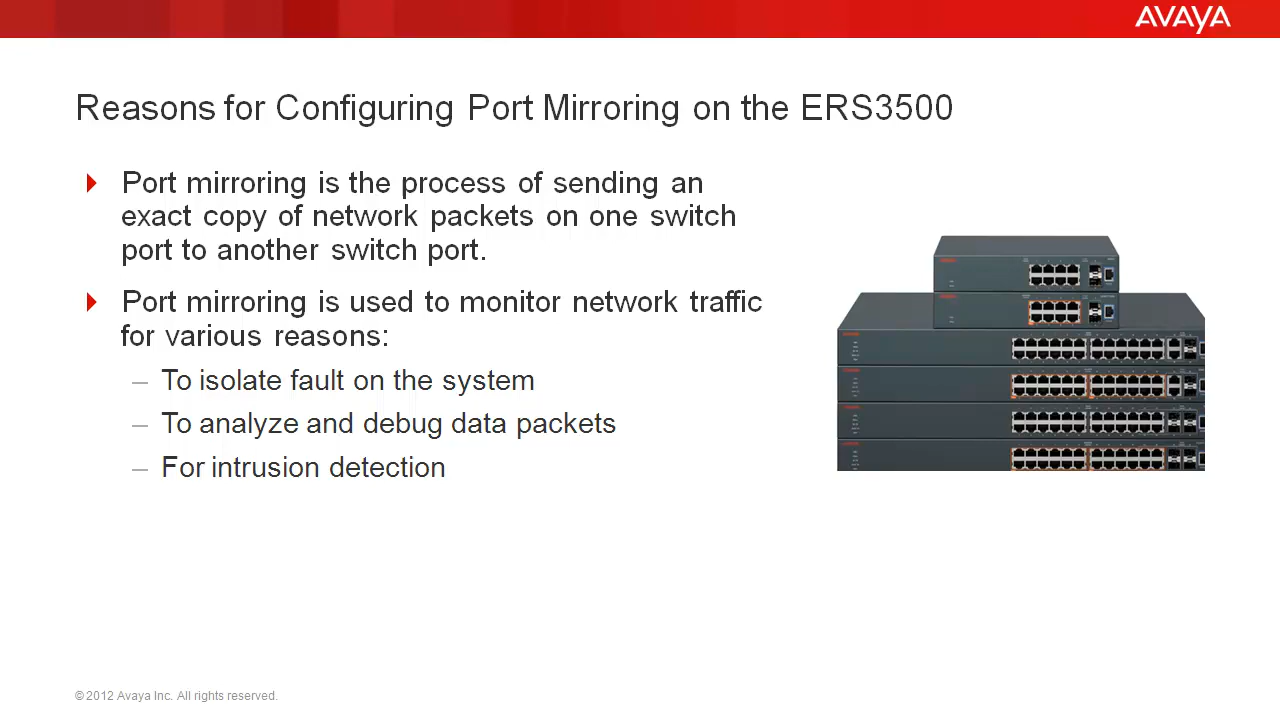 AVAYA
Reasons for Configuring Port Mirroring on the ERS3500
Port mirroring is the process of sending an
exact copy of network packets on one switch
port to another switch port.
Port mirroring is used to monitor network traffic
for various reasons:
– To isolate fault on the system
– To analyze and debug data packets
– For intrusion detection
© 2012 Avaya Inc. All rights reserved.